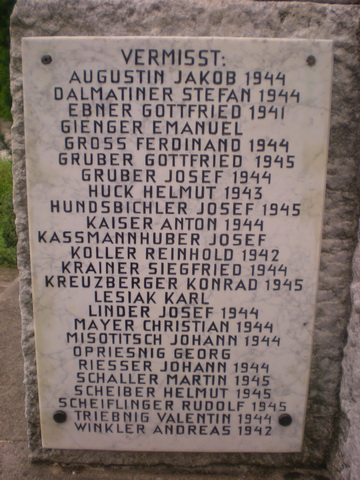 VERMISST:
AUGUSTIN JAKOB 1944
DALMATINER STEFAN 1944
EBNER GOTTFRIED 1941
GIENGER EMANUEL
GROSS FERDINAND 1944
GRUBER GOTTFRIED 1945
GRUBER JOSEF 1944
HUCK HELMUT 1943
HUNDSBICHLER JOSEF 1945
KAISER ANTON 1944
KASSMANNHUBER JOSEF
KOLLER REINHOLD 1942
KRAINER SIEGFRIED 1944
KREUZBERGER KONRAD 1945
LESIAK KARL
LINDER JOSEF 1944
MAYER CHRISTIAN 1944
MISOTITSCH JOHANN 1944
OPRIESNIG GEORG
RIESSER JOHANN 1944
SCHALLER MARTIN 1945
SCHEIBER HELMUT 1945
SCHEIFLINGER RUDOLF 1945
TRIEBNIG VALENTIN 1944
WINKLER ANDREAS 1942